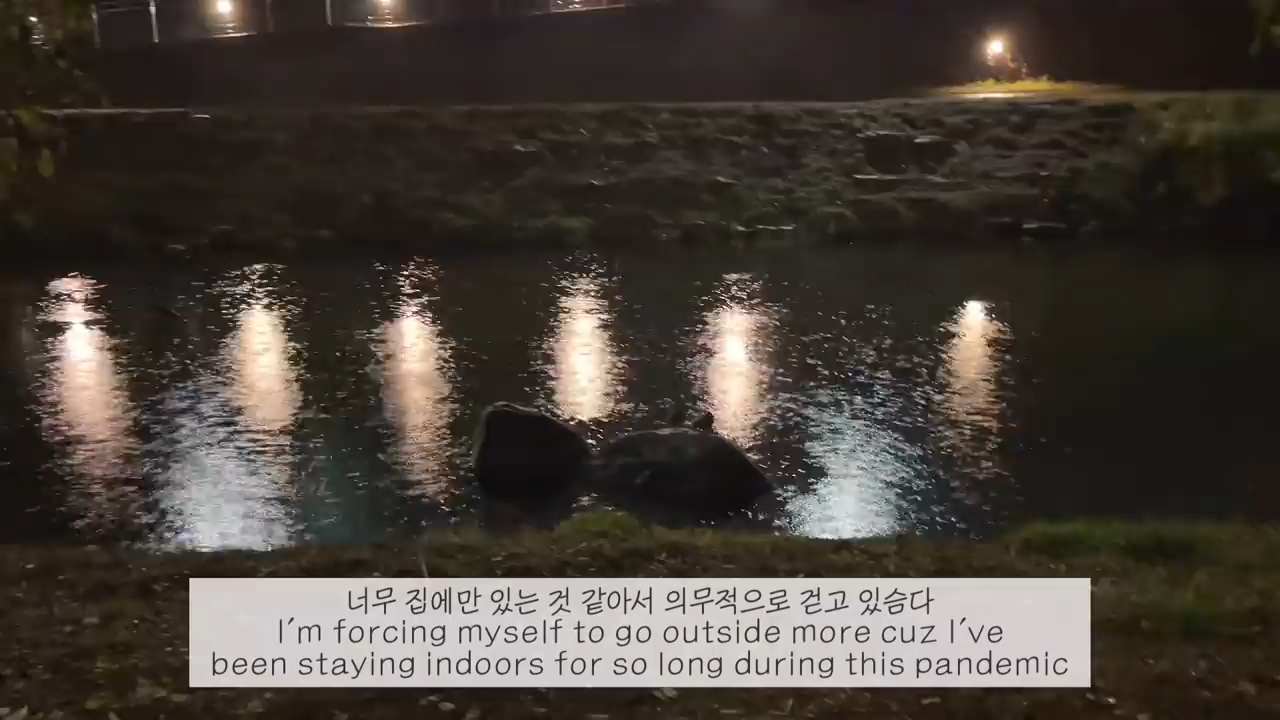 너무 집에만 있는 것 같아서 의무적으로 걷고 있습다
I´m forcing myself to go outside more cuz I´ve
been staying indoors for so long during this pandemic